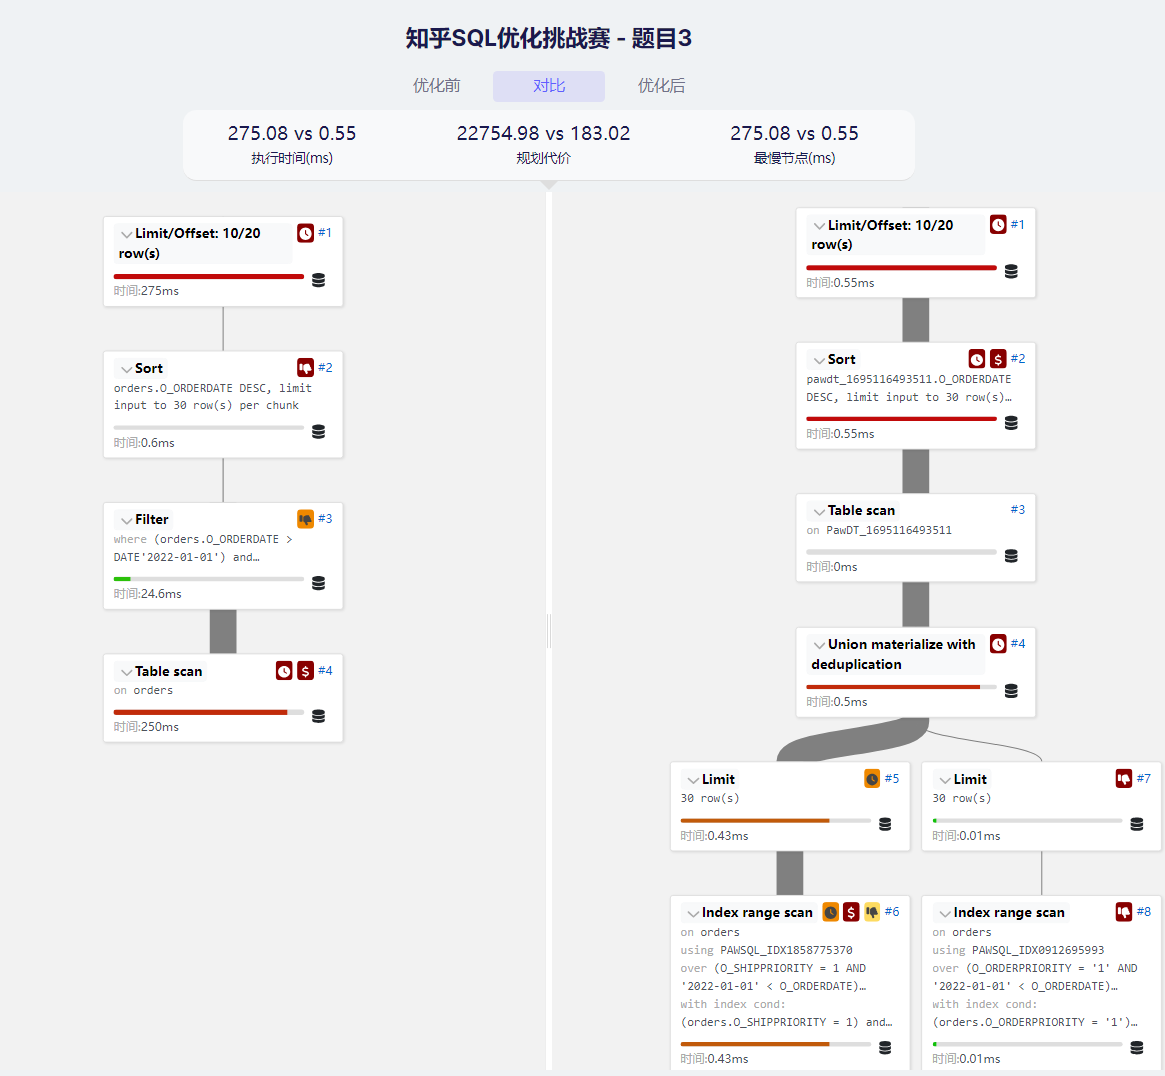 知乎SQL优化挑战赛 - 题目3
优化前
对比
优化后
275.08 vs 0.55
执行时间(ms)
22754.98 vs 183.02
规划代价
275.08 vs 0.55
最慢节点(ms)
Limit/Offset: 10/20 row(s)
#1
时间:275ms
Sort
#2
orders.O_ORDERDATE DESC, limit
input to 30 row(s) per chunk
时间:0.6ms
Filter
#3
where (orders.O_ORDERDATE >
DATE'2022-01-01') and…
时间:24.6ms
Table scan
$
#4
on orders
时间:250ms
Limit/Offset: 10/20
row(s)
#1
时间:0.55ms
Sort
$
#2
pawdt_1695116493511.O_ORDERDATE
DESC, limit input to 30 row(s)…
时间:0.55ms
Table scan
#3
on PawDT_1695116493511
时间:0ms
Union materialize with
deduplication
#4
时间:0.5ms
Limit
#5
30 row(s)
时间:0.43ms
Limit
#7
30 row(s)
时间:0.01ms
Index range scan
$
#6
on orders
using PAWSQL_IDX1858775370
over (O_SHIPPRIORITY = 1 AND
'2022-01-01' < O_ORDERDATE)…
with index cond:
(orders.O_SHIPPRIORITY = 1) and…
时间:0.43ms
Index range scan
#8
on orders
using PAWSQL_IDX0912695993
over (O_ORDERPRIORITY = '1' AND
'2022-01-01' < O_ORDERDATE)…
with index cond:
(orders.O_ORDERPRIORITY = '1')…
时间:0.01ms